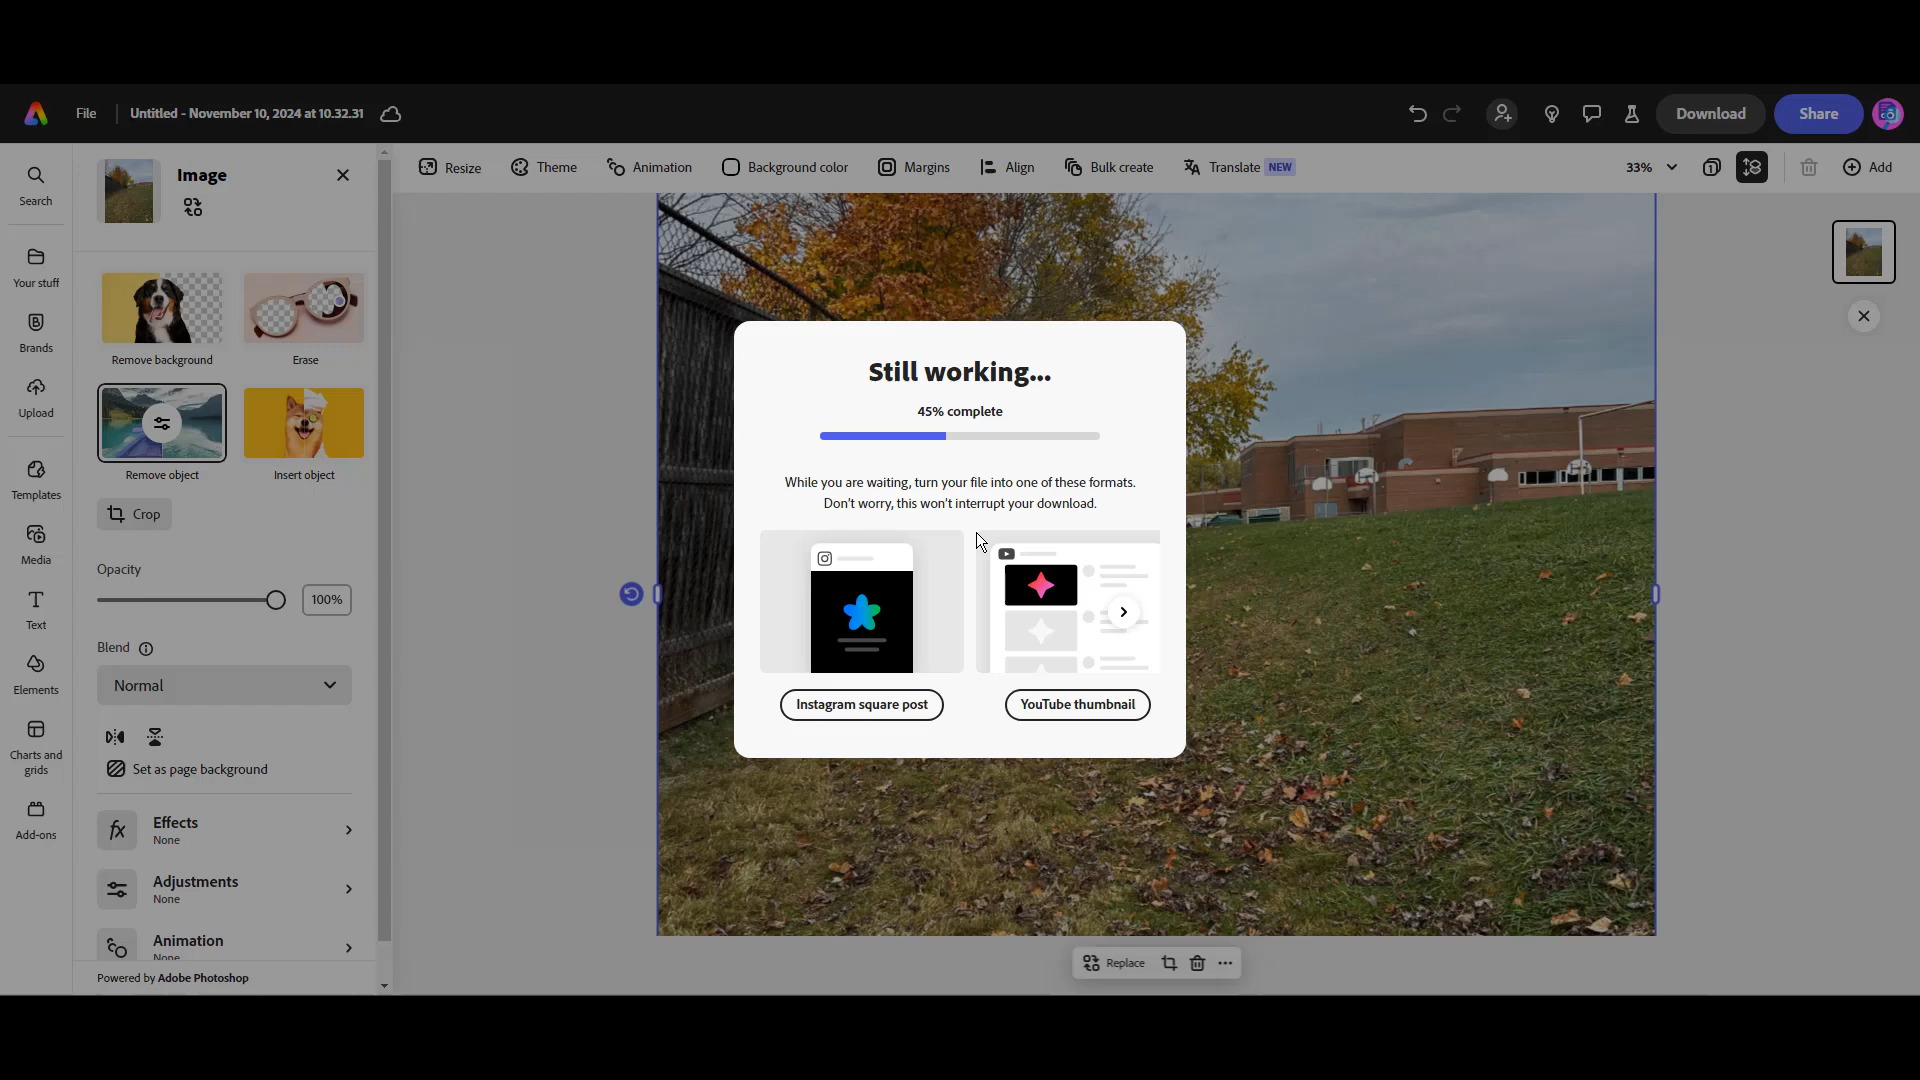 File
Untitled - November 10, 2024 at 10.32.31
Download
Share
Search
Your stuff
Brands
Upload
Templates
Media
Text
Elements
Charts and
grids
Add-ons
Image
Remove background
Erase
Remove object
Insert object
Crop
Opacity
100%
Blend
Normal
Set as page background
Effects
None
Adjustments
None
Animation
None
Powered by Adobe Photoshop
Resize
Theme
Animation
Background color
Margins
Align
Bulk create
Translate NEW
33%
1
Add
Still working...
45% complete
While you are waiting, turn your file into one of these formats.
Don't worry, this won't interrupt your download.
Instagram square post
YouTube thumbnail
Replace